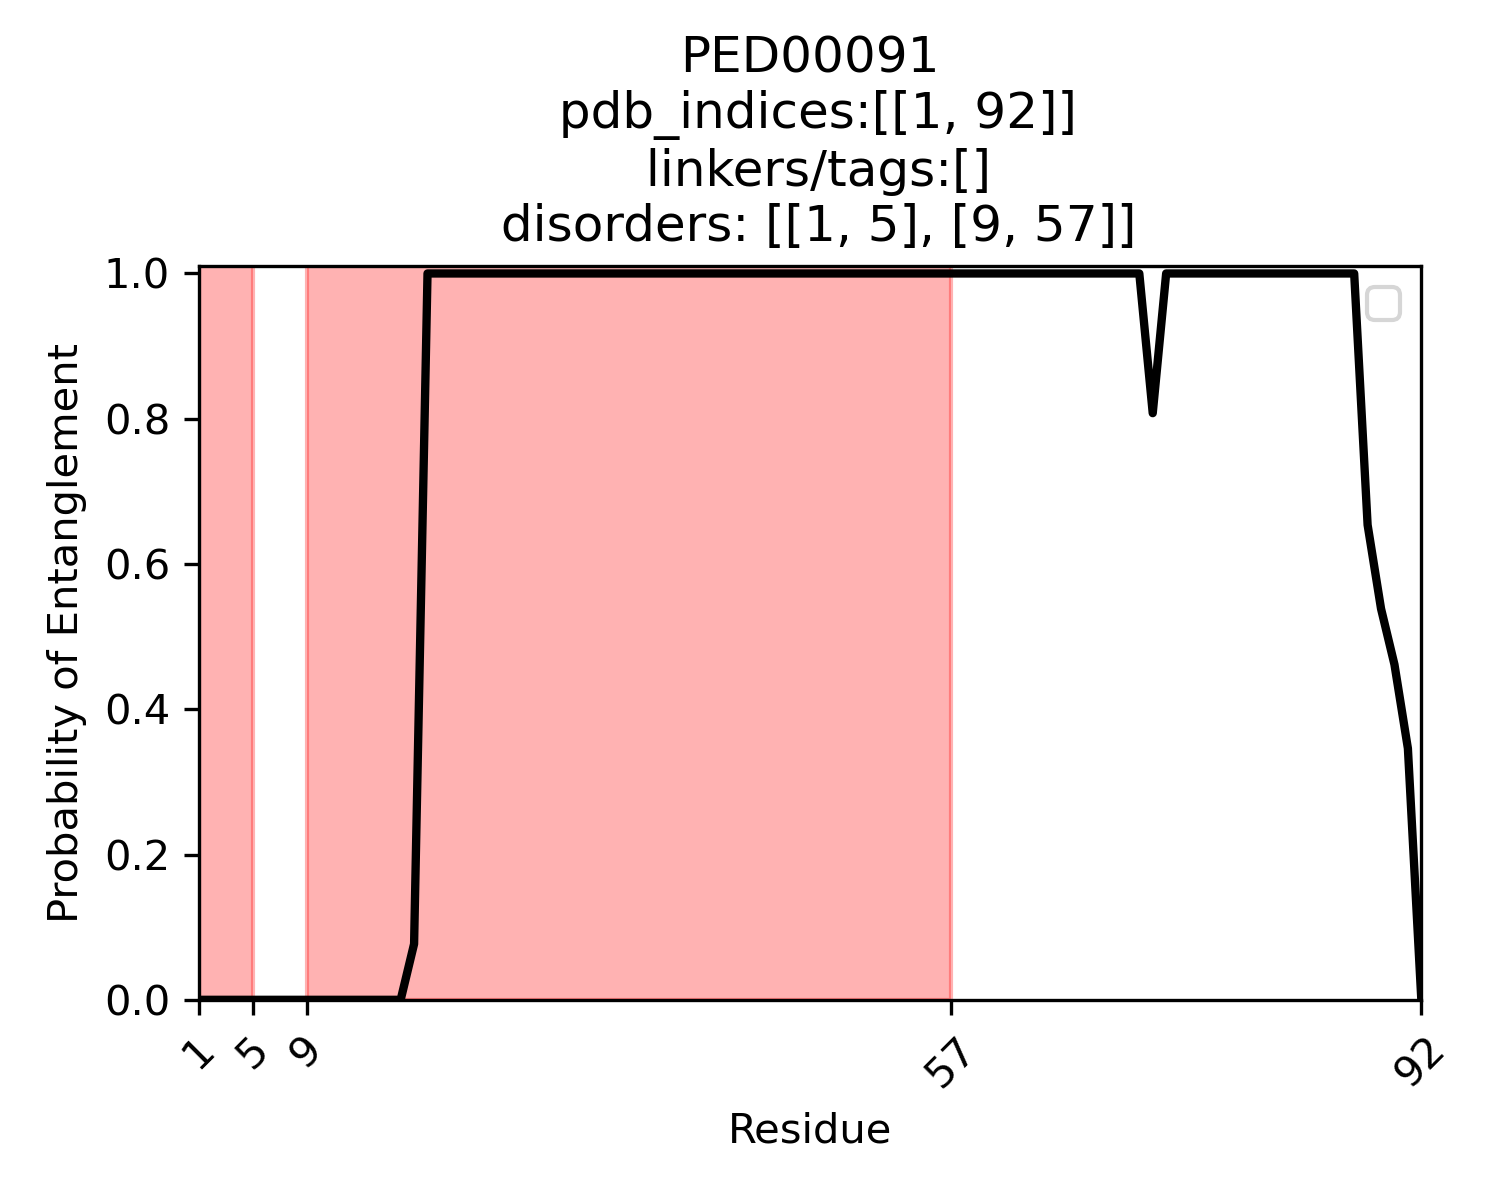 PED00091
pdb_indices:[[1, 92]]
linkers/tags:[]
disorders: [[1, 5], [9, 57]]
1.0
0.8
0.6
0.4
0.2
0.0
Probability of Entanglement
1
5
9
57
92
Residue